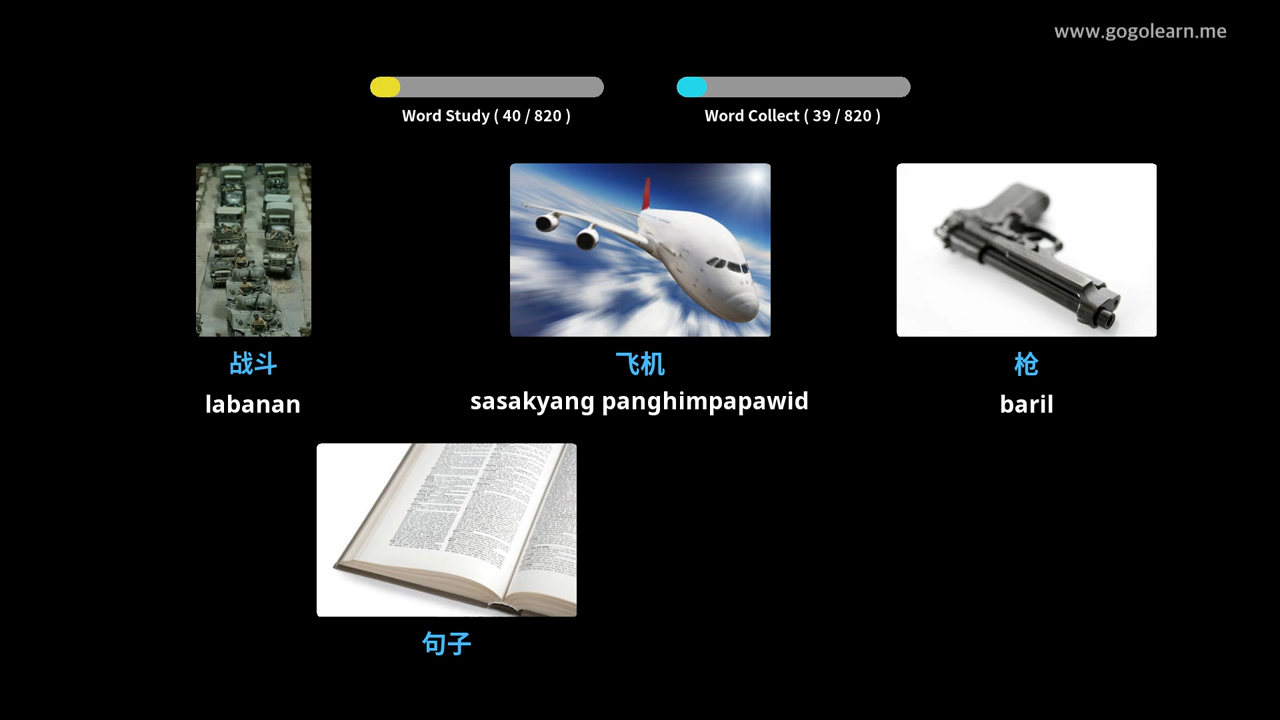 www.gogolearn.me
Word Study ( 40 / 820 )
Word Collect ( 39 / 820 )
战斗
飞机
枪
labanan
sasakyang panghimpapawid
baril
句子